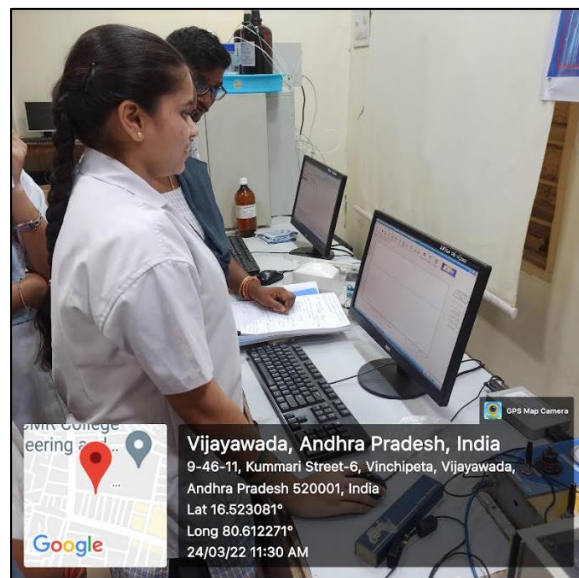 GPS Map Camera
eering
Google
Vijayawada, Andhra Pradesh, India
9-46-11, Kummari Street-6, Vinchipeta, Vijayawada,
Andhra Pradesh 520001, India
Lat 16.523081°
Long 80.612271°
24/03/22 11:30 AM